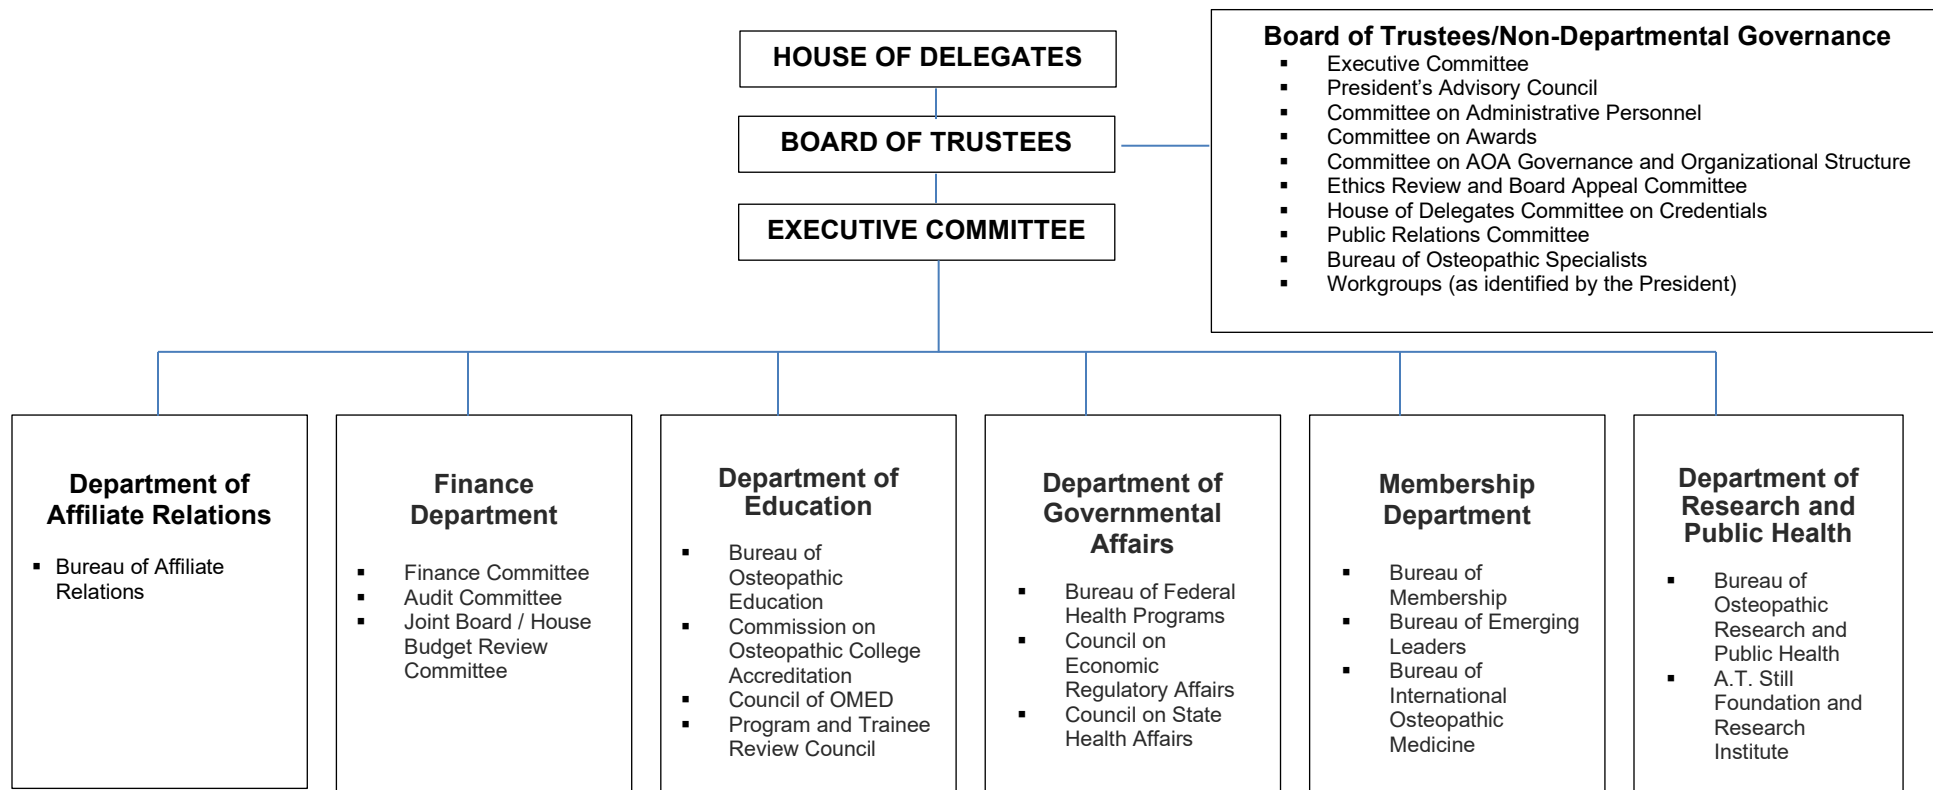 HOUSE OF DELEGATES
BOARD OF TRUSTEES
EXECUTIVE COMMITTEE
Board of Trustees/Non-Departmental Governance
▪ Executive Committee
▪ President’s Advisory Council
▪ Committee on Administrative Personnel
▪ Committee on Awards
▪ Committee on AOA Governance and Organizational Structure
▪ Ethics Review and Board Appeal Committee
▪ House of Delegates Committee on Credentials
▪ Public Relations Committee
▪ Bureau of Osteopathic Specialists
▪ Workgroups (as identified by the President)
Department of
Affiliate Relations
▪ Bureau of Affiliate
Relations
Finance
Department
▪ Finance Committee
▪ Audit Committee
▪ Joint Board / House
Budget Review
Committee
Department of
Education
▪ Bureau of
Osteopathic
Education
▪ Commission on
Osteopathic College
Accreditation
▪ Council of OMED
▪ Program and Trainee
Review Council
Department of
Governmental
Affairs
▪ Bureau of Federal
Health Programs
▪ Council on
Economic
Regulatory Affairs
▪ Council on State
Health Affairs
Membership
Department
▪ Bureau of
Membership
▪ Bureau of Emerging
Leaders
▪ Bureau of
International
Osteopathic
Medicine
Department of
Research and
Public Health
▪ Bureau of
Osteopathic
Research and
Public Health
▪ A.T. Still
Foundation and
Research
Institute